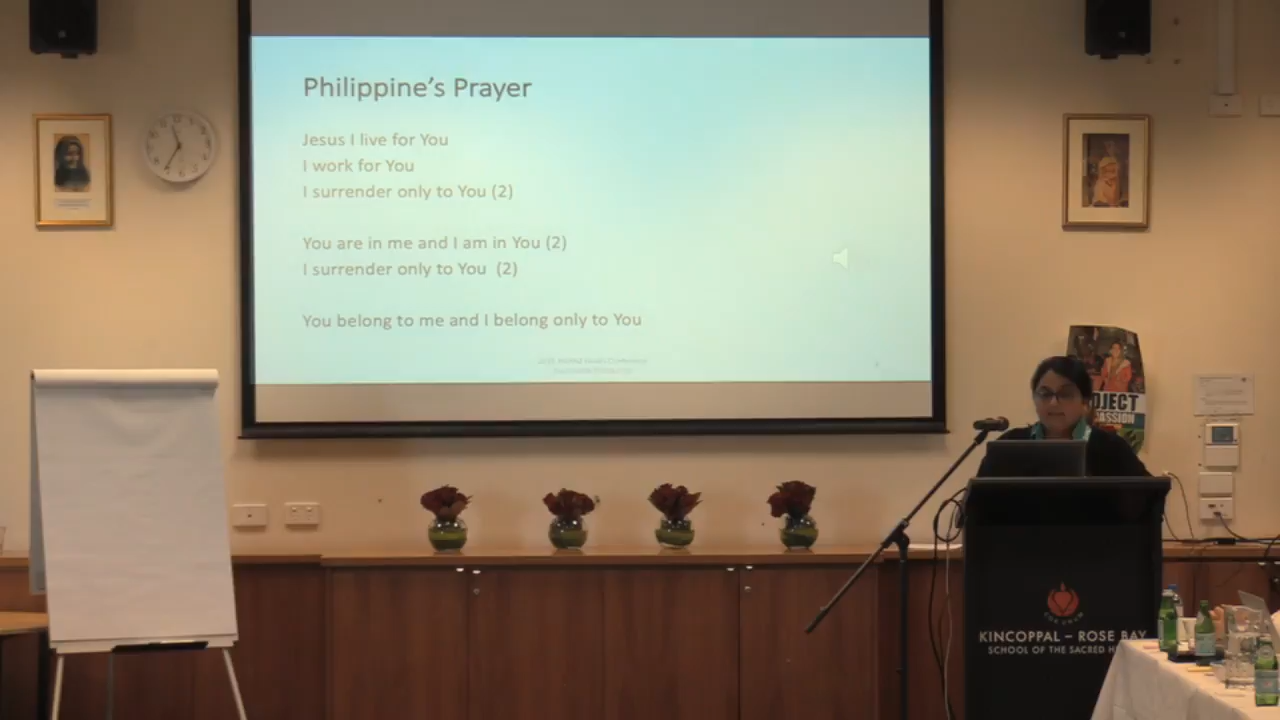 Philippine's Prayer
Jesus I live for You
I work for You
I surrender only to You (2)
You are in me and I am in You (2)
I surrender only to You (2)
You belong to me and I belong only to You
KINCOPPAL – ROSE BAY
SCHOOL OF THE SACRED